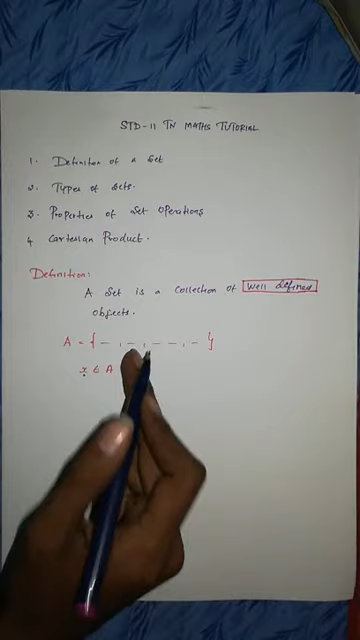 STD-11 TN MATHS TUTORIAL
1. Definition of a set
2. Types of sets.
3. Properties of Set Operations
4 Cartesian Product.
Definition:
A Set is a collection of Well defined
objects.
A = { — , — , — — , — }
x ∈ A